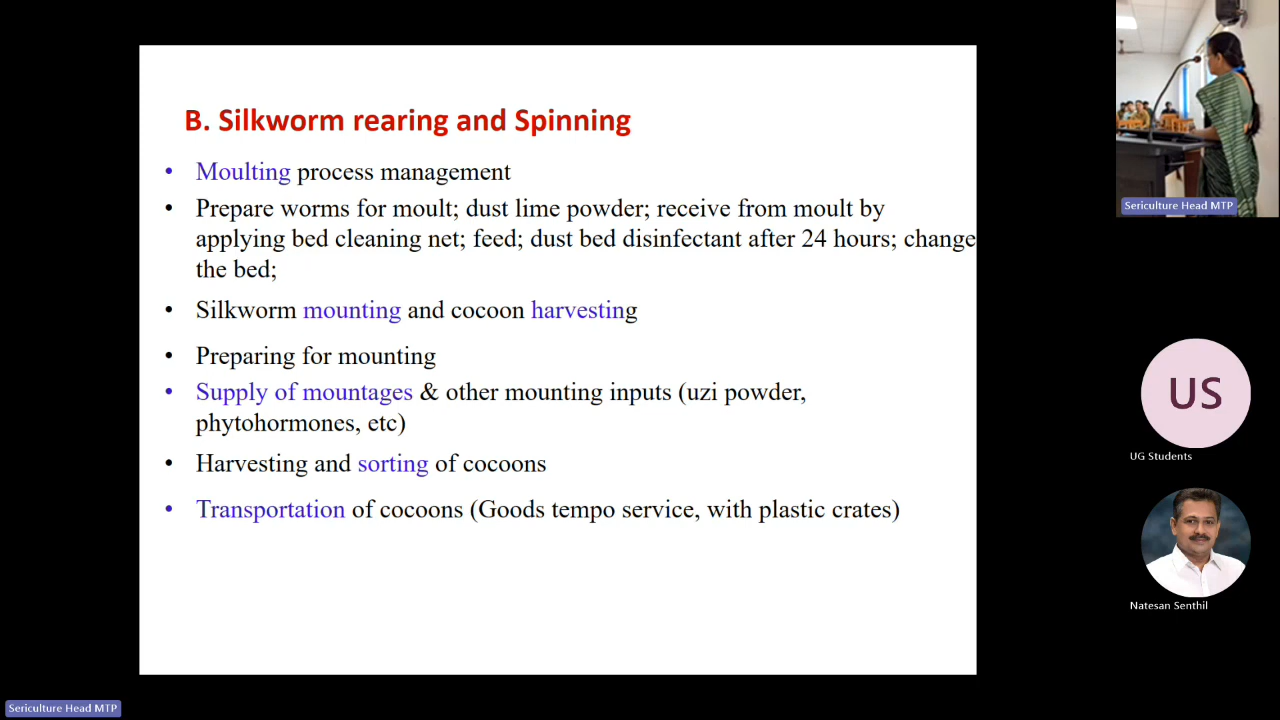 B. Silkworm rearing and Spinning
• Moulting process management
• Prepare worms for moult; dust lime powder; receive from moult by
applying bed cleaning net; feed; dust bed disinfectant after 24 hours; change
the bed;
• Silkworm mounting and cocoon harvesting
• Preparing for mounting
• Supply of mountages & other mounting inputs (uzi powder,
phytohormones, etc)
• Harvesting and sorting of cocoons
• Transportation of cocoons (Goods tempo service, with plastic crates)
Sericulture Head MTP
US
UG Students
Natesan Senthil
Sericulture Head MTP